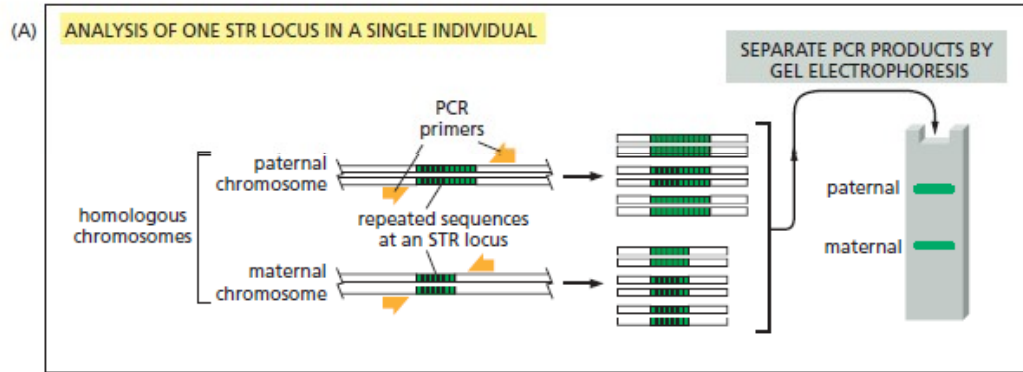 (A)
ANALYSIS OF ONE STR LOCUS IN A SINGLE INDIVIDUAL
SEPARATE PCR PRODUCTS BY
GEL ELECTROPHORESIS
PCR
primers
homologous
chromosomes
paternal
chromosome
repeated sequences
at an STR locus
maternal
chromosome
paternal
maternal